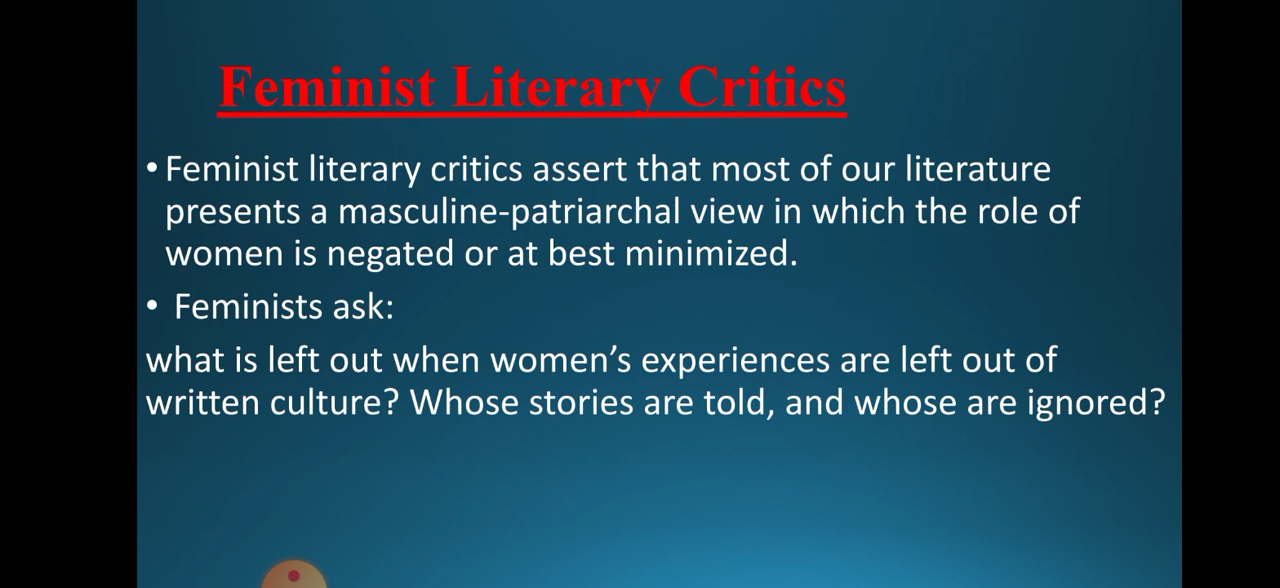 Feminist Literary Critics
• Feminist literary critics assert that most of our literature
presents a masculine-patriarchal view in which the role of
women is negated or at best minimized.
• Feminists ask:
what is left out when women’s experiences are left out of
written culture? Whose stories are told, and whose are ignored?